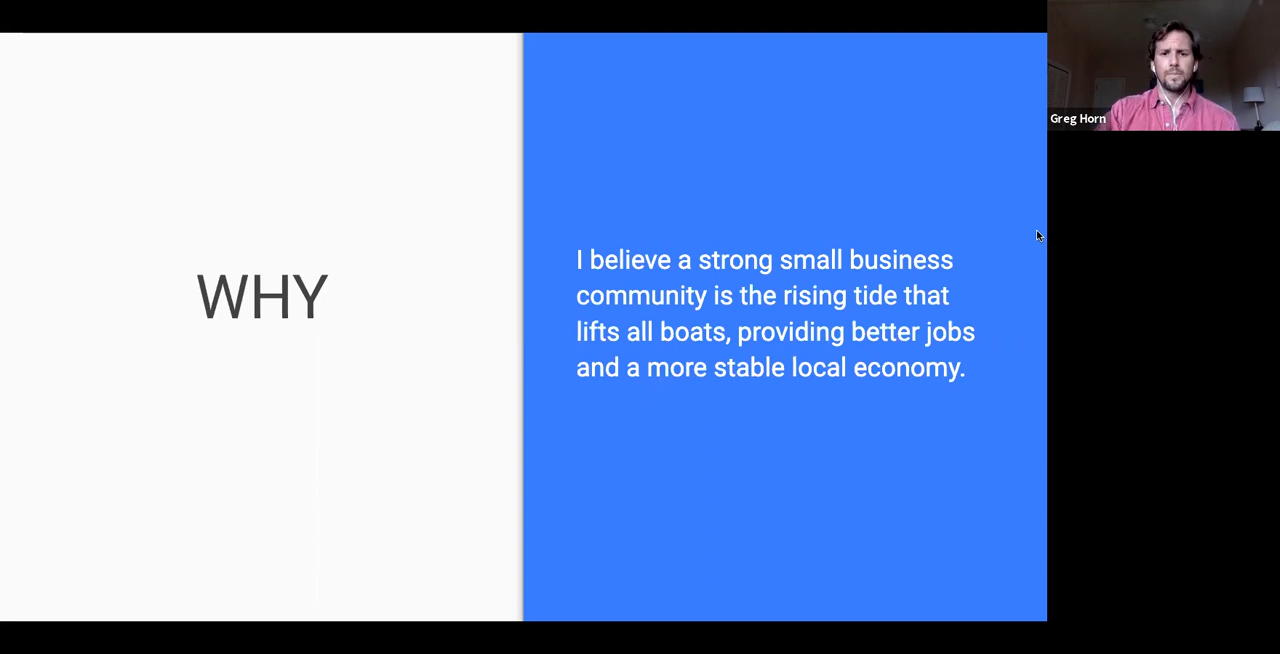 WHY
I believe a strong small business
community is the rising tide that
lifts all boats, providing better jobs
and a more stable local economy.
Greg Horn